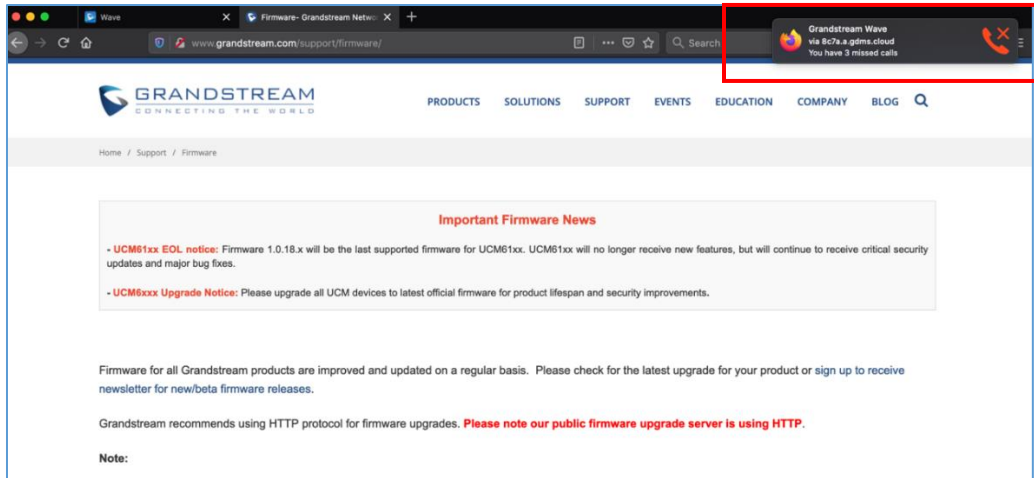 Wave
Firmware- Grandstream Netwo
www.grandstream.com/support/firmware/
Search
Grandstream Wave
via 8c7a.a.gdms.cloud
You have 3 missed calls
GRANDSTREAM
CONNECTING THE WORLD
PRODUCTS SOLUTIONS SUPPORT EVENTS EDUCATION COMPANY BLOG
Home / Support / Firmware
Important Firmware News
- UCM61xx EOL notice: Firmware 1.0.18.x will be the last supported firmware for UCM61xx. UCM61xx will no longer receive new features, but will continue to receive critical security
updates and major bug fixes.
- UCM6xxx Upgrade Notice: Please upgrade all UCM devices to latest official firmware for product lifespan and security improvements.
Firmware for all Grandstream products are improved and updated on a regular basis. Please check for the latest upgrade for your product or sign up to receive
newsletter for new/beta firmware releases.
Grandstream recommends using HTTP protocol for firmware upgrades. Please note our public firmware upgrade server is using HTTP.
Note: